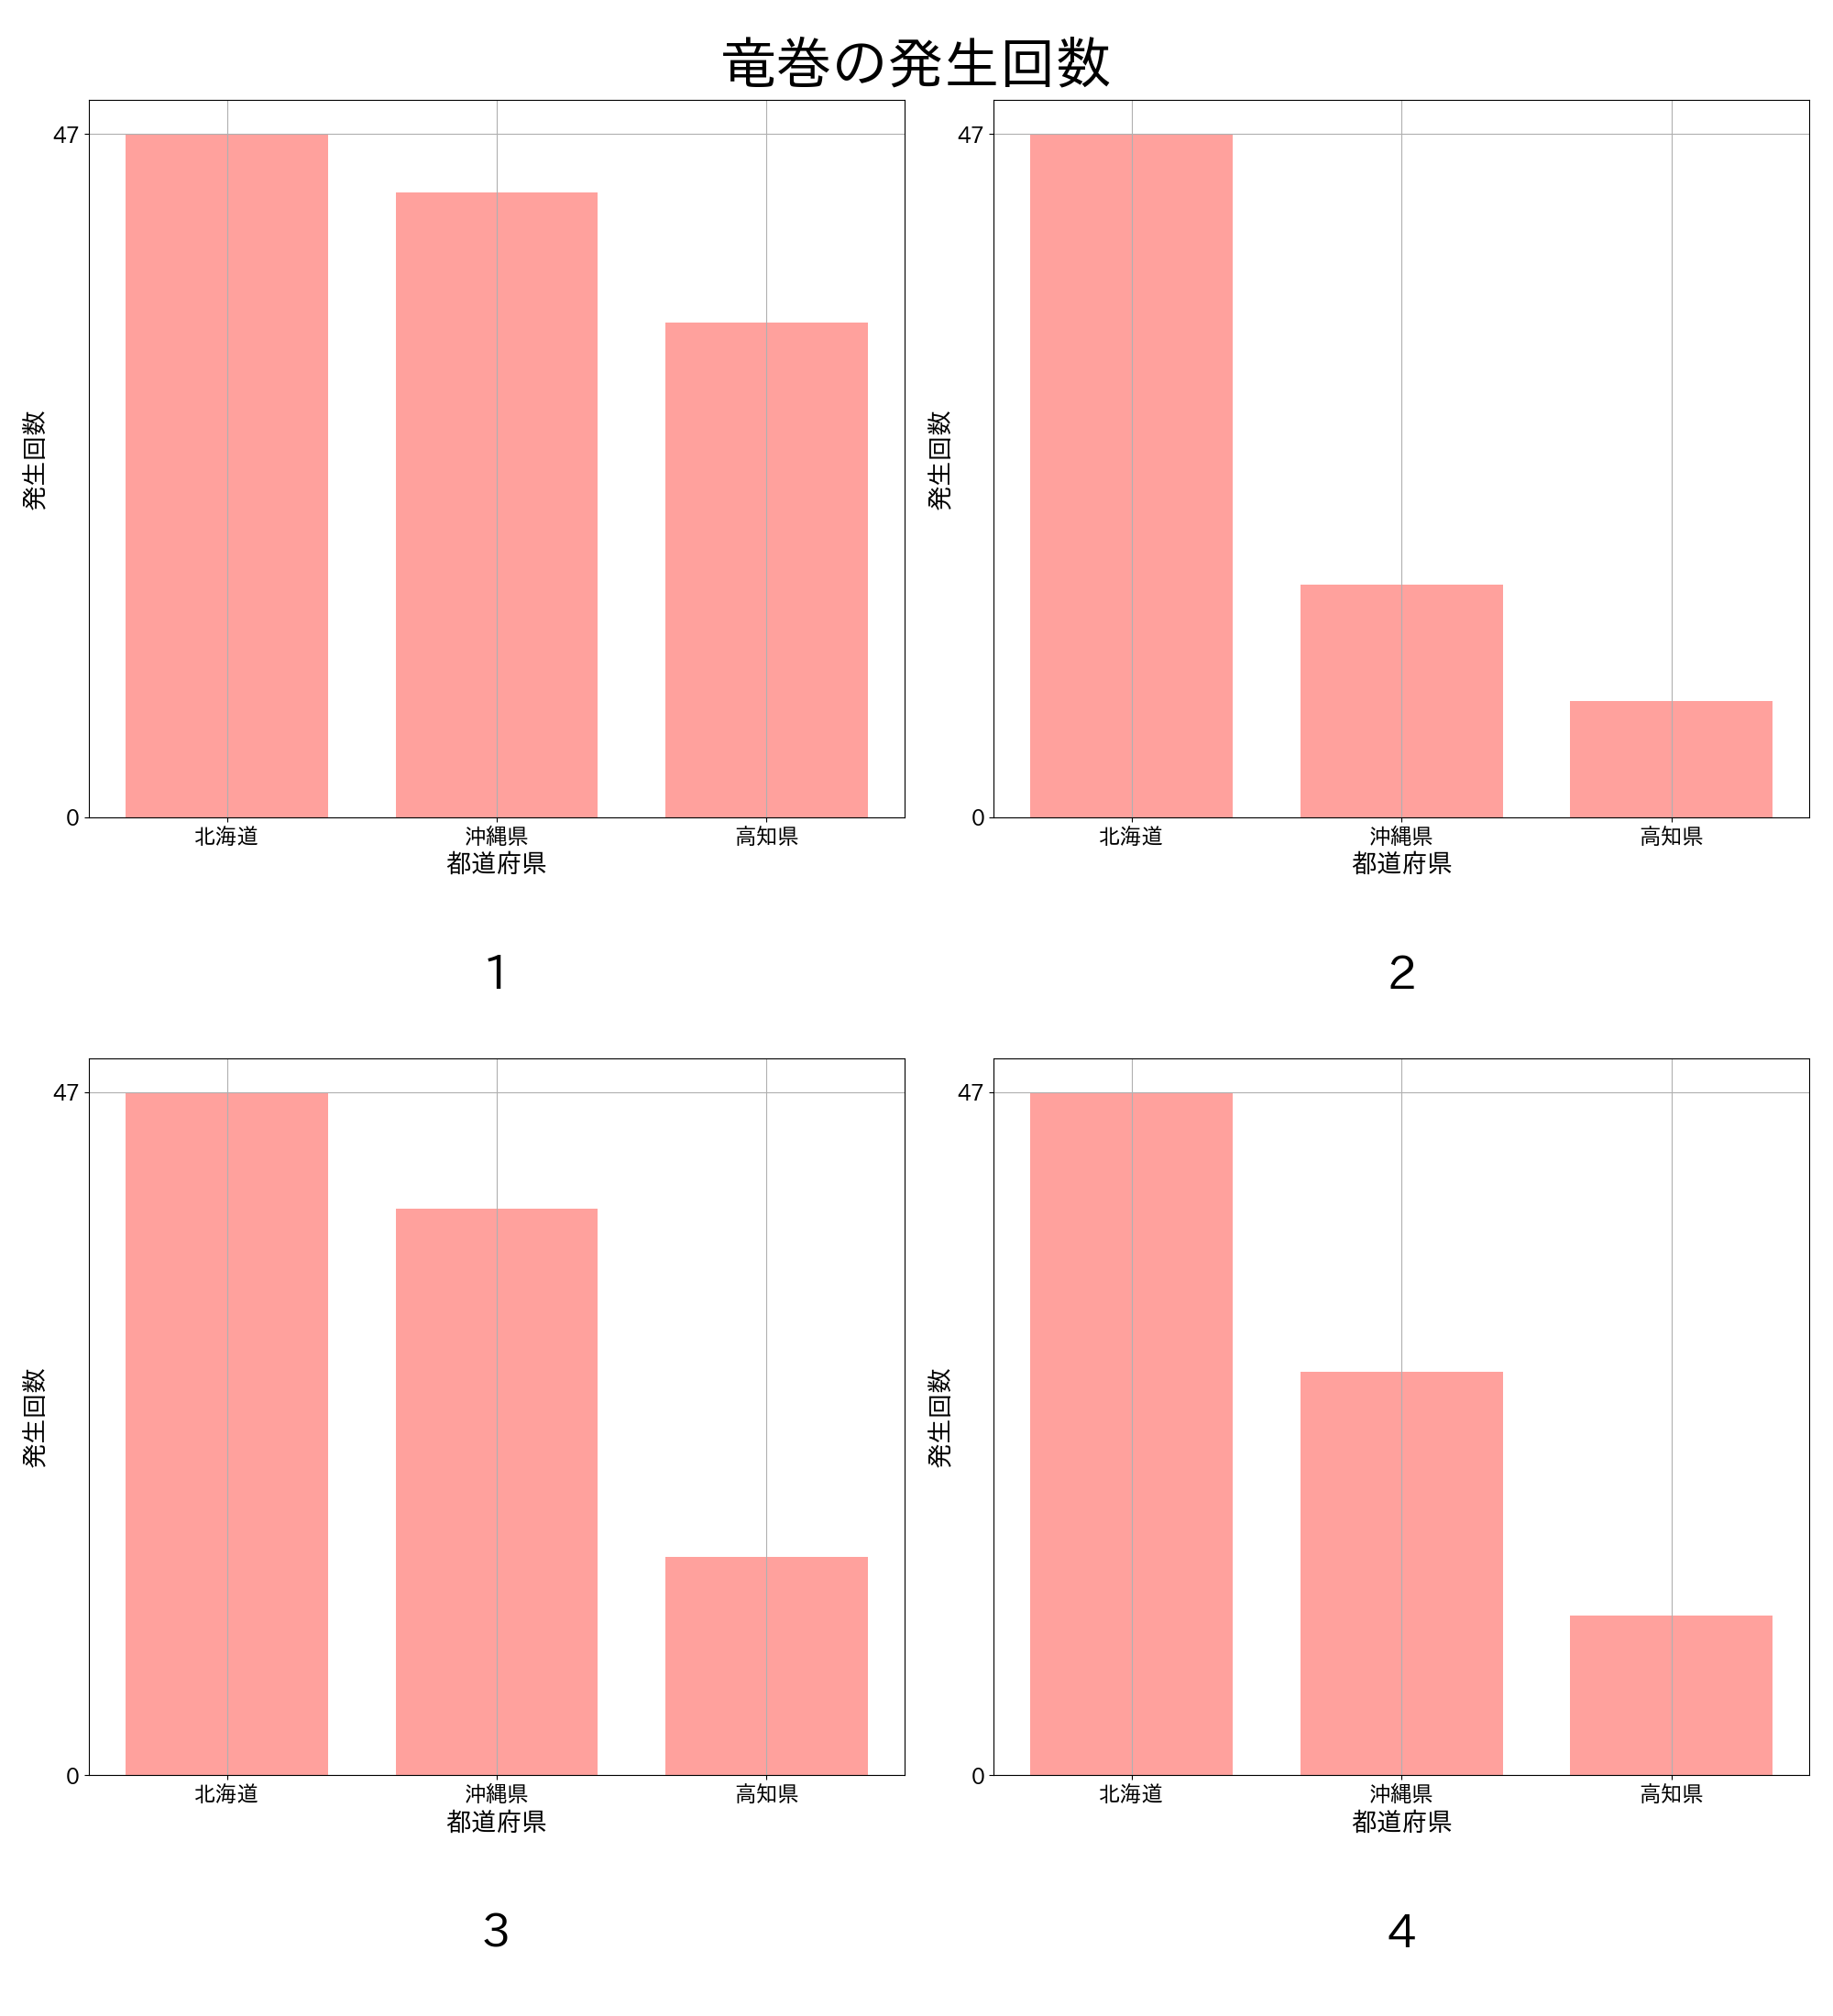 竜巻の発生回数
47
0
発生回数
北海道 沖縄県 高知県
都道府県
1
47
0
発生回数
北海道 沖縄県 高知県
都道府県
2
47
0
発生回数
北海道 沖縄県 高知県
都道府県
3
47
0
発生回数
北海道 沖縄県 高知県
都道府県
4